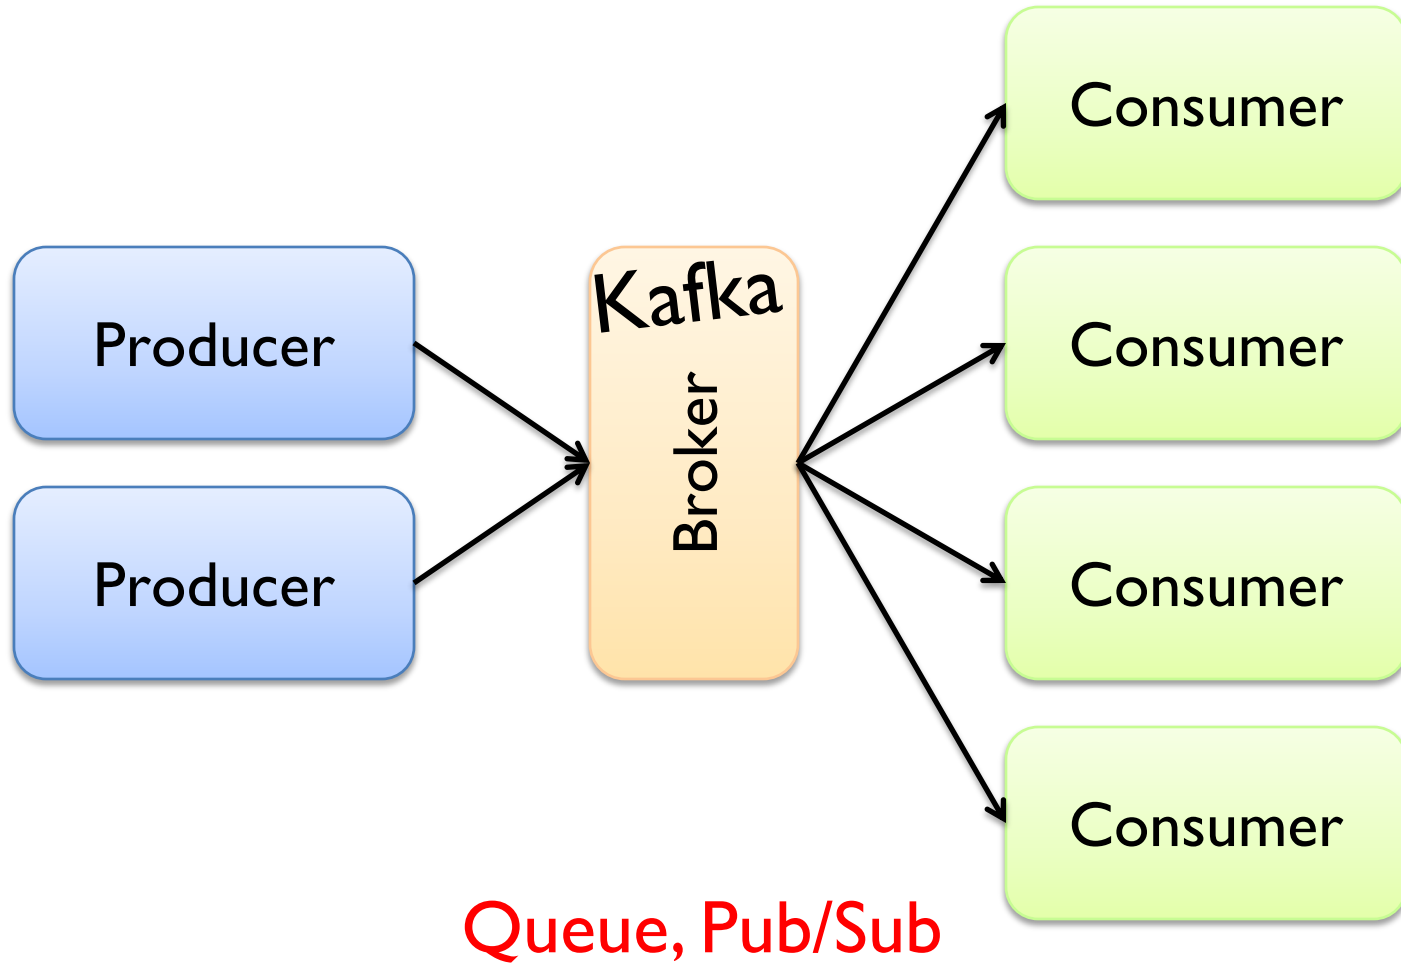 Producer
Producer
Kafka
Broker
Consumer
Consumer
Consumer
Consumer
Queue, Pub/Sub